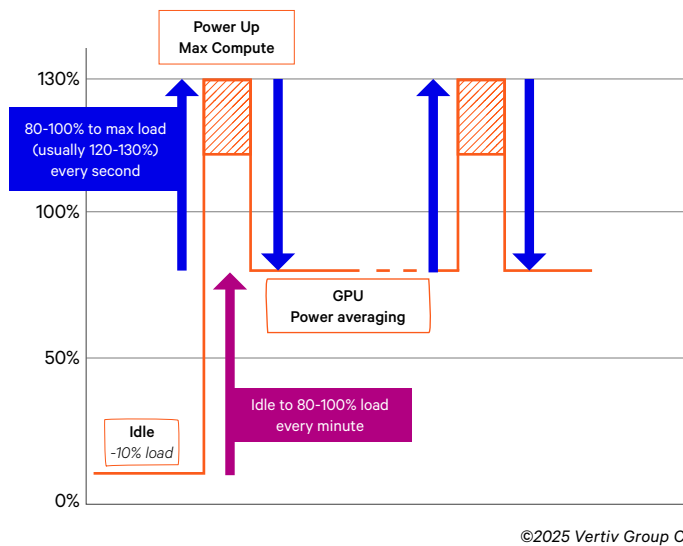 Power Up
Max Compute
130%
80-100% to max load
(usually 120-130%)
every second
100%
GPU
Power averaging
50%
Idle to 80-100% load
every minute
Idle
-10% load
0%
©2025 Vertiv Group C